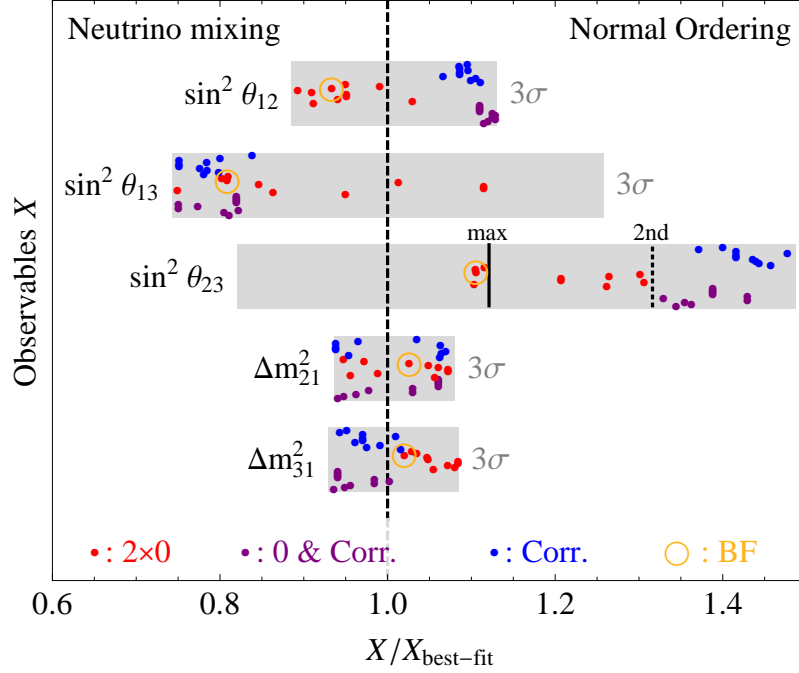 Neutrino mixing
Normal Ordering
sin² θ₁₂
3σ
sin² θ₁₃
3σ
max
2nd
sin² θ₂₃
Δm²₂₁
3σ
Δm²₃₁
3σ
: 2×0
: 0 & Corr.
: Corr.
: BF
0.6
0.8
1.0
1.2
1.4
X/X best−fit
Observables X